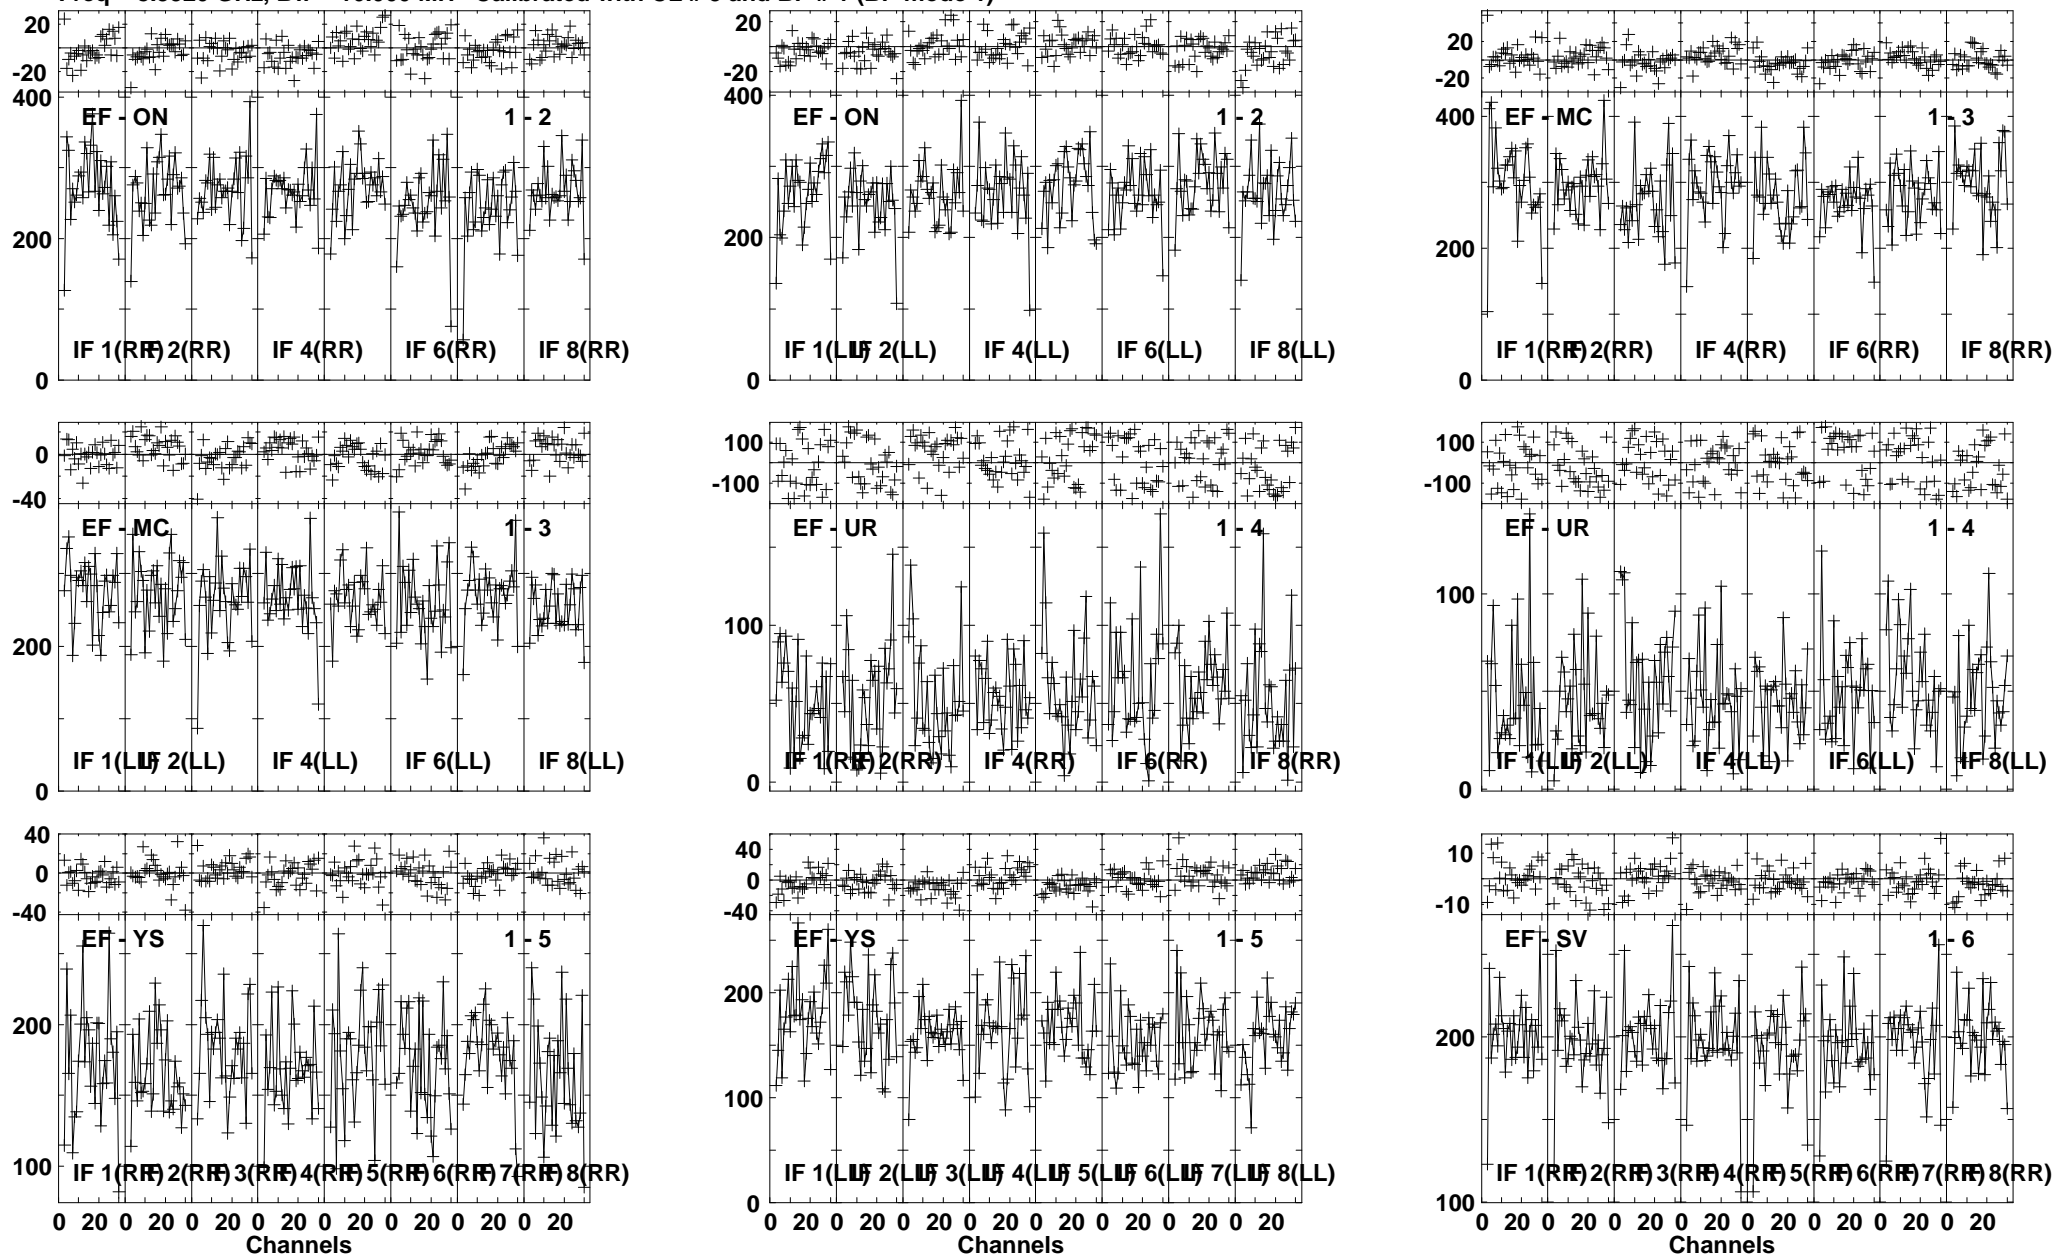 20
-20
400
EF - ON 1 - 2
200
IF 1(RR) IF 2(RR) IF 4(RR) IF 6(RR) IF 8(RR)
0
20
-20
400
EF - ON 1 - 2
200
IF 1(LL) IF 2(LL) IF 4(LL) IF 6(LL) IF 8(LL)
0
20
-20
400
EF - MC 1 - 3
200
IF 1(RR) IF 2(RR) IF 4(RR) IF 6(RR) IF 8(RR)
0
0
-40
EF - MC 1 - 3
200
IF 1(LL) IF 2(LL) IF 4(LL) IF 6(LL) IF 8(LL)
0
100
-100
EF - UR 1 - 4
100
IF 1(RR) IF 2(RR) IF 4(RR) IF 6(RR) IF 8(RR)
0
100
-100
EF - UR 1 - 4
100
IF 1(LL) IF 2(LL) IF 4(LL) IF 6(LL) IF 8(LL)
0
40
0
-40
EF - YS 1 - 5
200
100
IF 1(RR) IF 2(RR) IF 3(RR) IF 4(RR) IF 5(RR) IF 6(RR) IF 7(RR) IF 8(RR)
0 20 0 20 0 20 0 20 0 20 0 20 0 20 0 20
Channels
40
0
-40
EF - YS 1 - 5
200
100
IF 1(LL) IF 2(LL) IF 3(LL) IF 4(LL) IF 5(LL) IF 6(LL) IF 7(LL) IF 8(LL)
0
0 20 0 20 0 20 0 20 0 20 0 20 0 20 0 20
Channels
10
-10
EF - SV 1 - 6
200
IF 1(RR) IF 2(RR) IF 3(RR) IF 4(RR) IF 5(RR) IF 6(RR) IF 7(RR) IF 8(RR)
100
0 20 0 20 0 20 0 20 0 20 0 20 0 20 0 20